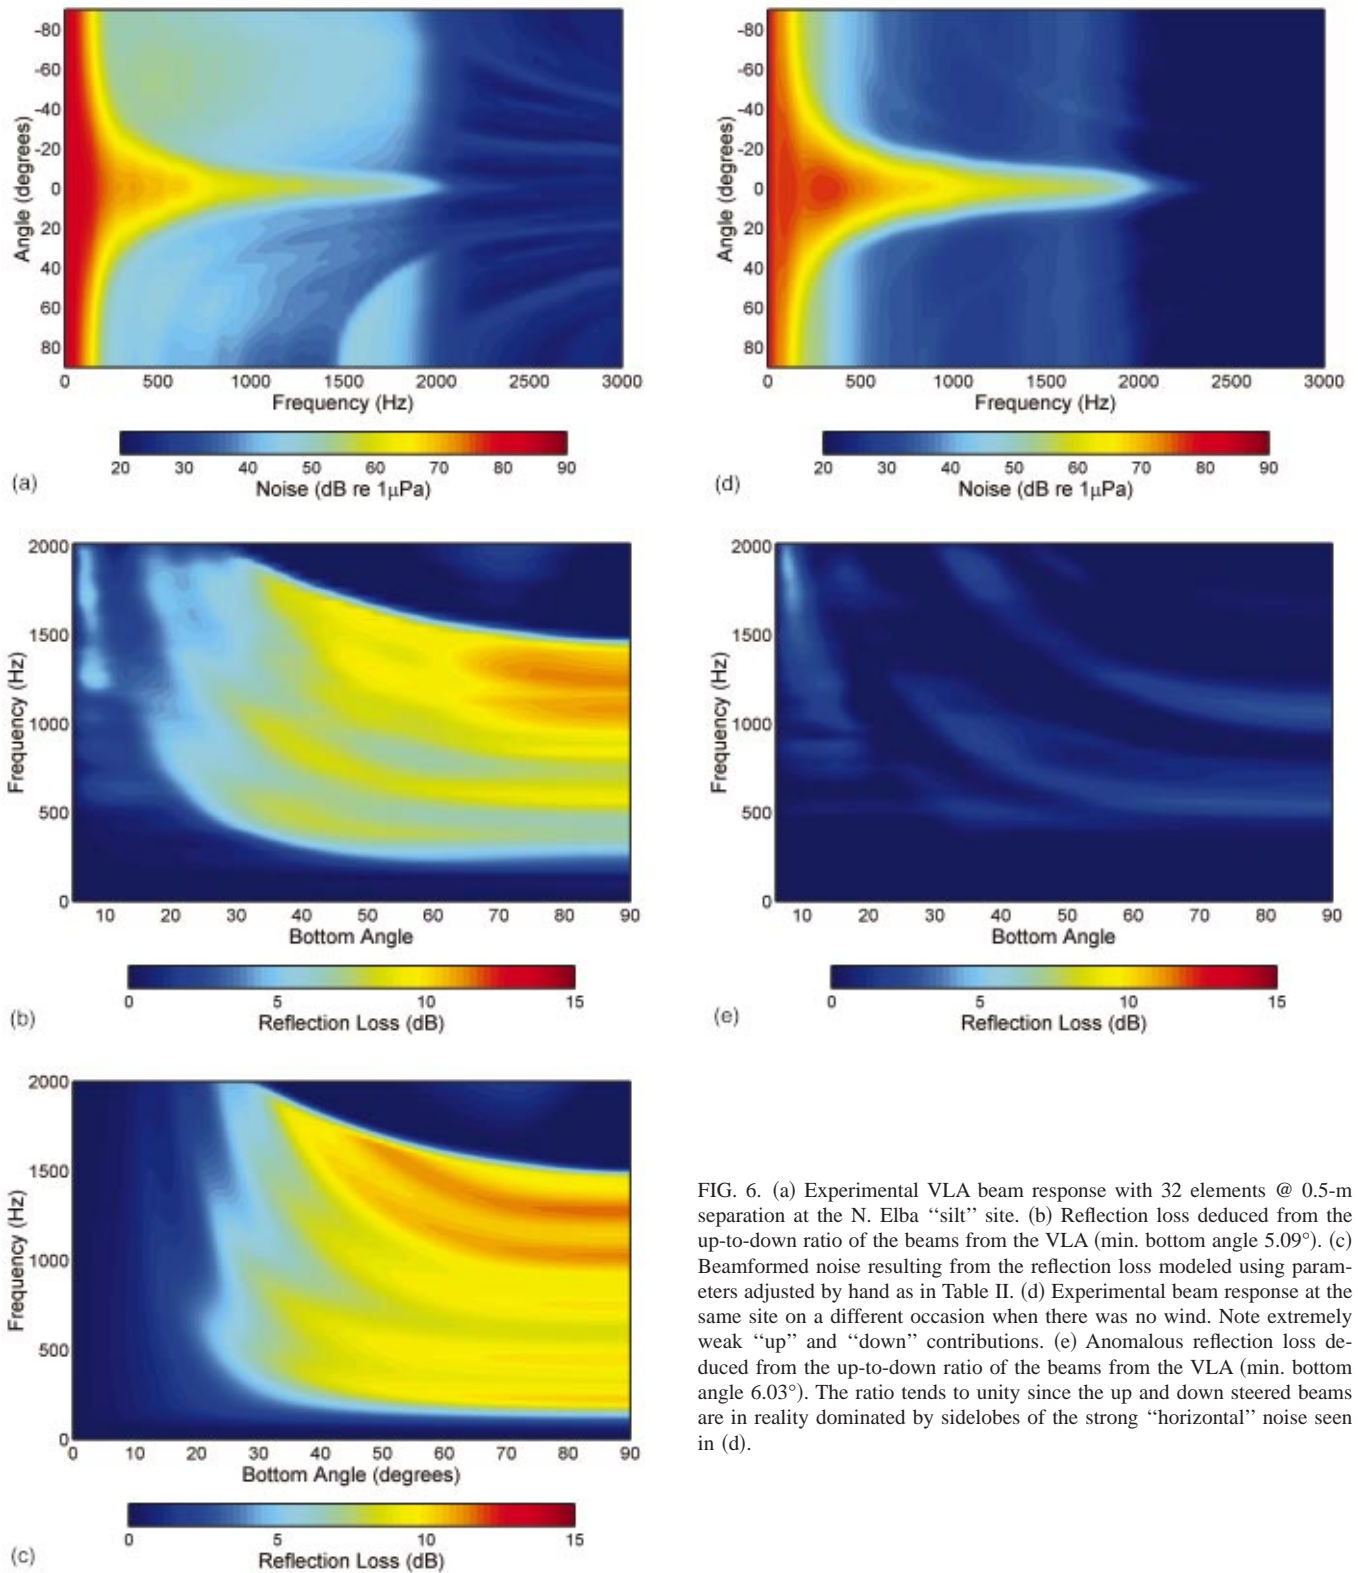 -80
-60
-40
-20
0
20
40
60
80
Angle (degrees)
0 500 1000 1500 2000 2500 3000
Frequency (Hz)
20 30 40 50 60 70 80 90
Noise (dB re 1μPa)
(a)
-80
-60
-40
-20
0
20
40
60
80
Angle (degrees)
0 500 1000 1500 2000 2500 3000
Frequency (Hz)
20 30 40 50 60 70 80 90
Noise (dB re 1μPa)
(d)
2000
1500
1000
500
0
Frequency (Hz)
10 20 30 40 50 60 70 80 90
Bottom Angle
0 5 10 15
Reflection Loss (dB)
(b)
2000
1500
1000
500
0
Frequency (Hz)
10 20 30 40 50 60 70 80 90
Bottom Angle
0 5 10 15
Reflection Loss (dB)
(e)
2000
1500
1000
500
0
Frequency (Hz)
0 10 20 30 40 50 60 70 80 90
Bottom Angle (degrees)
0 5 10 15
Reflection Loss (dB)
(c)
FIG. 6. (a) Experimental VLA beam response with 32 elements @ 0.5-m
separation at the N. Elba “silt” site. (b) Reflection loss deduced from the
up-to-down ratio of the beams from the VLA (min. bottom angle 5.09°). (c)
Beamformed noise resulting from the reflection loss modeled using param-
eters adjusted by hand as in Table II. (d) Experimental beam response at the
same site on a different occasion when there was no wind. Note extremely
weak “up” and “down” contributions. (e) Anomalous reflection loss de-
duced from the up-to-down ratio of the beams from the VLA (min. bottom
angle 6.03°). The ratio tends to unity since the up and down steered beams
are in reality dominated by sidelobes of the strong “horizontal” noise seen
in (d).